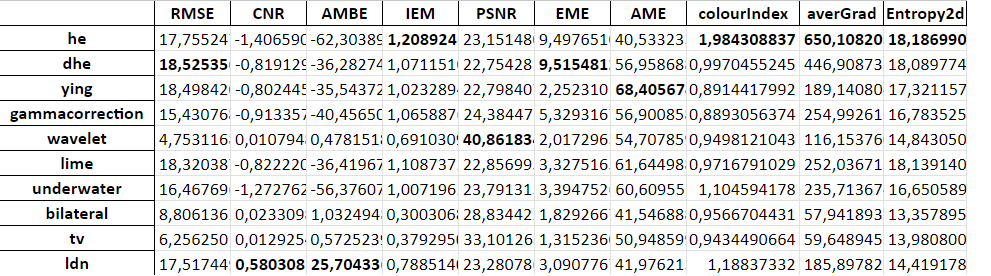 RMSE CNR AMBE IEM PSNR EME AME colourIndex averGrad Entropy2d
he 17,75524 -1,406590 -62,30389 1,208924 23,15148 9,497651 40,53323 1,984308837 650,10820 18,186990
dhe 18,52535 -0,819129 -36,28274 1,071151 22,75428 9,515481 56,95868 0,9970455245 446,90873 18,089774
ying 18,49842 -0,802445 -35,54372 1,023289 22,79840 2,252310 68,40567 0,8914417992 189,14080 17,321157
gammacorrection 15,43076 -0,913357 -40,45650 1,065887 24,38447 5,329316 56,90085 0,8893056374 254,99261 16,783525
wavelet 4,753116 0,010794 0,478151 0,691030 40,86183 2,017296 54,70785 0,9498121043 116,15376 14,843050
lime 18,32038 -0,822220 -36,41967 1,108737 22,85699 3,327516 61,64498 0,9716791029 252,03671 18,139140
underwater 16,46769 -1,272762 -56,37607 1,007196 23,79131 3,394752 60,60955 1,104594178 235,71367 16,650589
bilateral 8,806136 0,023309 1,032494 0,300306 28,83442 1,829266 41,54688 0,9566704431 57,941893 13,357895
tv 6,256250 0,012925 0,572523 0,379295 33,10126 1,315236 50,94859 0,9434490664 59,648945 13,980800
ldn 17,51744 0,580308 25,70433 0,788514 23,28078 3,090776 41,97621 1,18837332 185,89782 14,419178